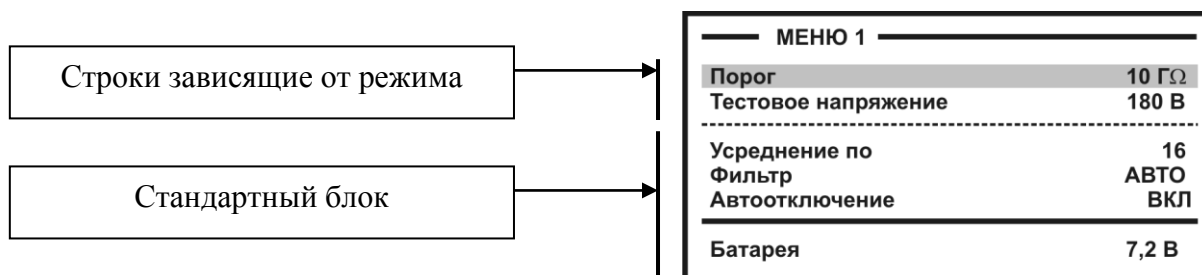 Строки зависящие от режима
Стандартный блок
МЕНЮ 1
Порог 10 ГΩ
Тестовое напряжение 180 В
Усреднение по 16
Фильтр АВТО
Автоотключение ВКЛ
Батарея 7,2 В